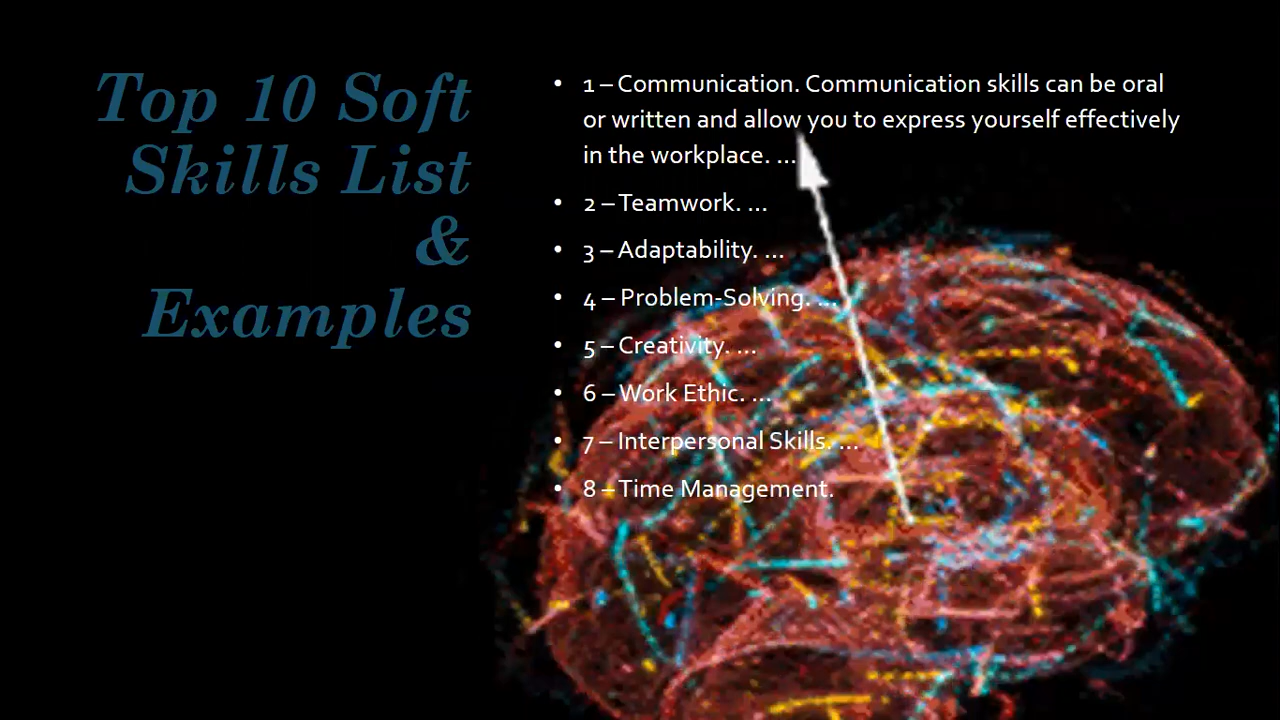 Top 10 Soft
Skills List
&
Examples
• 1 – Communication. Communication skills can be oral
or written and allow you to express yourself effectively
in the workplace. ...
• 2 – Teamwork. ...
• 3 – Adaptability. ...
• 4 – Problem-Solving. ...
• 5 – Creativity. ...
• 6 – Work Ethic. ...
• 7 – Interpersonal Skills. ...
• 8 – Time Management.